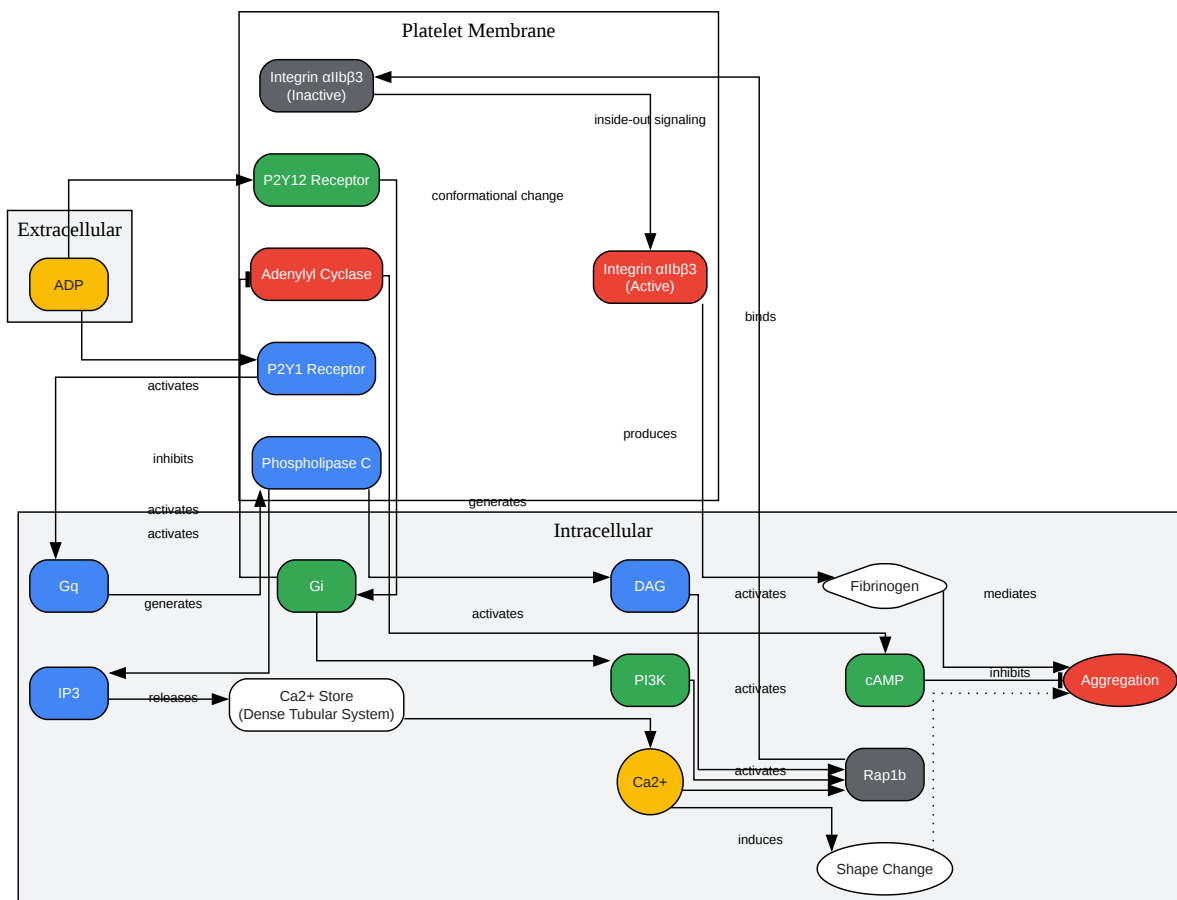 Platelet Membrane
Integrin αIIbβ3
(Inactive)
inside-out signaling
P2Y12 Receptor
conformational change
Extracellular
ADP
Adenylyl Cyclase
Integrin αIIbβ3
(Active)
binds
P2Y1 Receptor
activates
produces
inhibits
Phospholipase C
generates
activates
activates
Intracellular
Gq
generates
Gi
activates
DAG
activates
Fibrinogen
mediates
IP3
releases
Ca2+ Store
(Dense Tubular System)
PI3K
activates
cAMP
inhibits
Aggregation
Ca2+
activates
Rap1b
induces
Shape Change